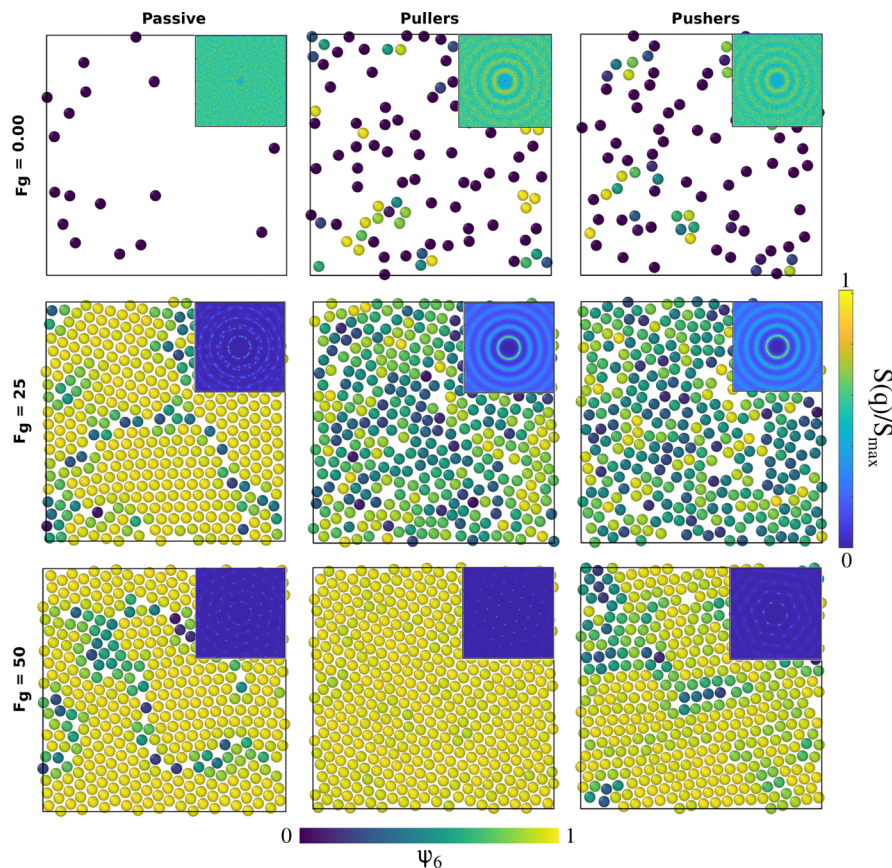 Passive Pullers Pushers
Fg = 0.00
Fg = 25
Fg = 50
1
S(q)/Smax
0
0 1
ψ6